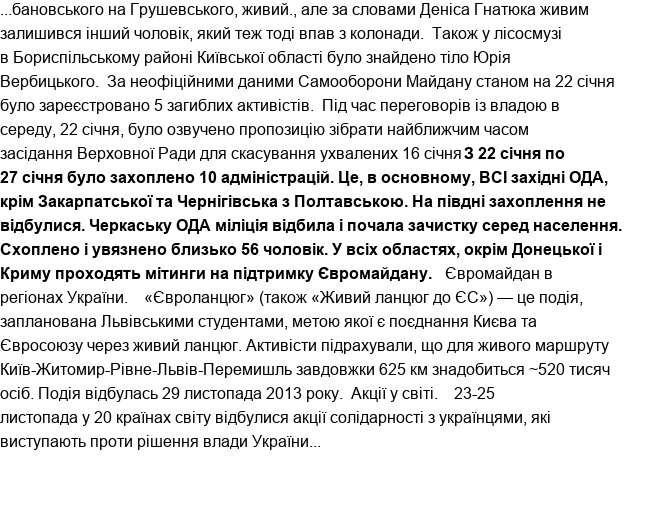 ...бановського на Грушевського, живий., але за словами Деніса Гнатюка живим
залишився інший чоловік, який теж тоді впав з колонади.  Також у лісосмузі
в Бориспільському районі Київської області було знайдено тіло Юрія
Вербицького.  За неофіційними даними Самооборони Майдану станом на 22 січня
було зареєстровано 5 загиблих активістів.  Під час переговорів із владою в
середу, 22 січня, було озвучено пропозицію зібрати найближчим часом
засідання Верховної Ради для скасування ухвалених 16 січня З 22 січня по
27 січня було захоплено 10 адміністрацій. Це, в основному, ВСІ західні ОДА,
крім Закарпатської та Чернігівська з Полтавською. На півдні захоплення не
відбулися. Черкаську ОДА міліція відбила і почала зачистку серед населення.
Схоплено і увязнено близько 56 чоловік. У всіх областях, окрім Донецької і
Криму проходять мітинги на підтримку Євромайдану.   Євромайдан в
регіонах України.    «Євроланцюг» (також «Живий ланцюг до ЄС») — це подія,
запланована Львівськими студентами, метою якої є поєднання Києва та
Євросоюзу через живий ланцюг. Активісти підрахували, що для живого маршруту
Київ-Житомир-Рівне-Львів-Перемишль завдовжки 625 км знадобиться ~520 тисяч
осіб. Подія відбулась 29 листопада 2013 року.  Акції у світі.    23-25
листопада у 20 країнах світу відбулися акції солідарності з українцями, які
виступають проти рішення влади України...